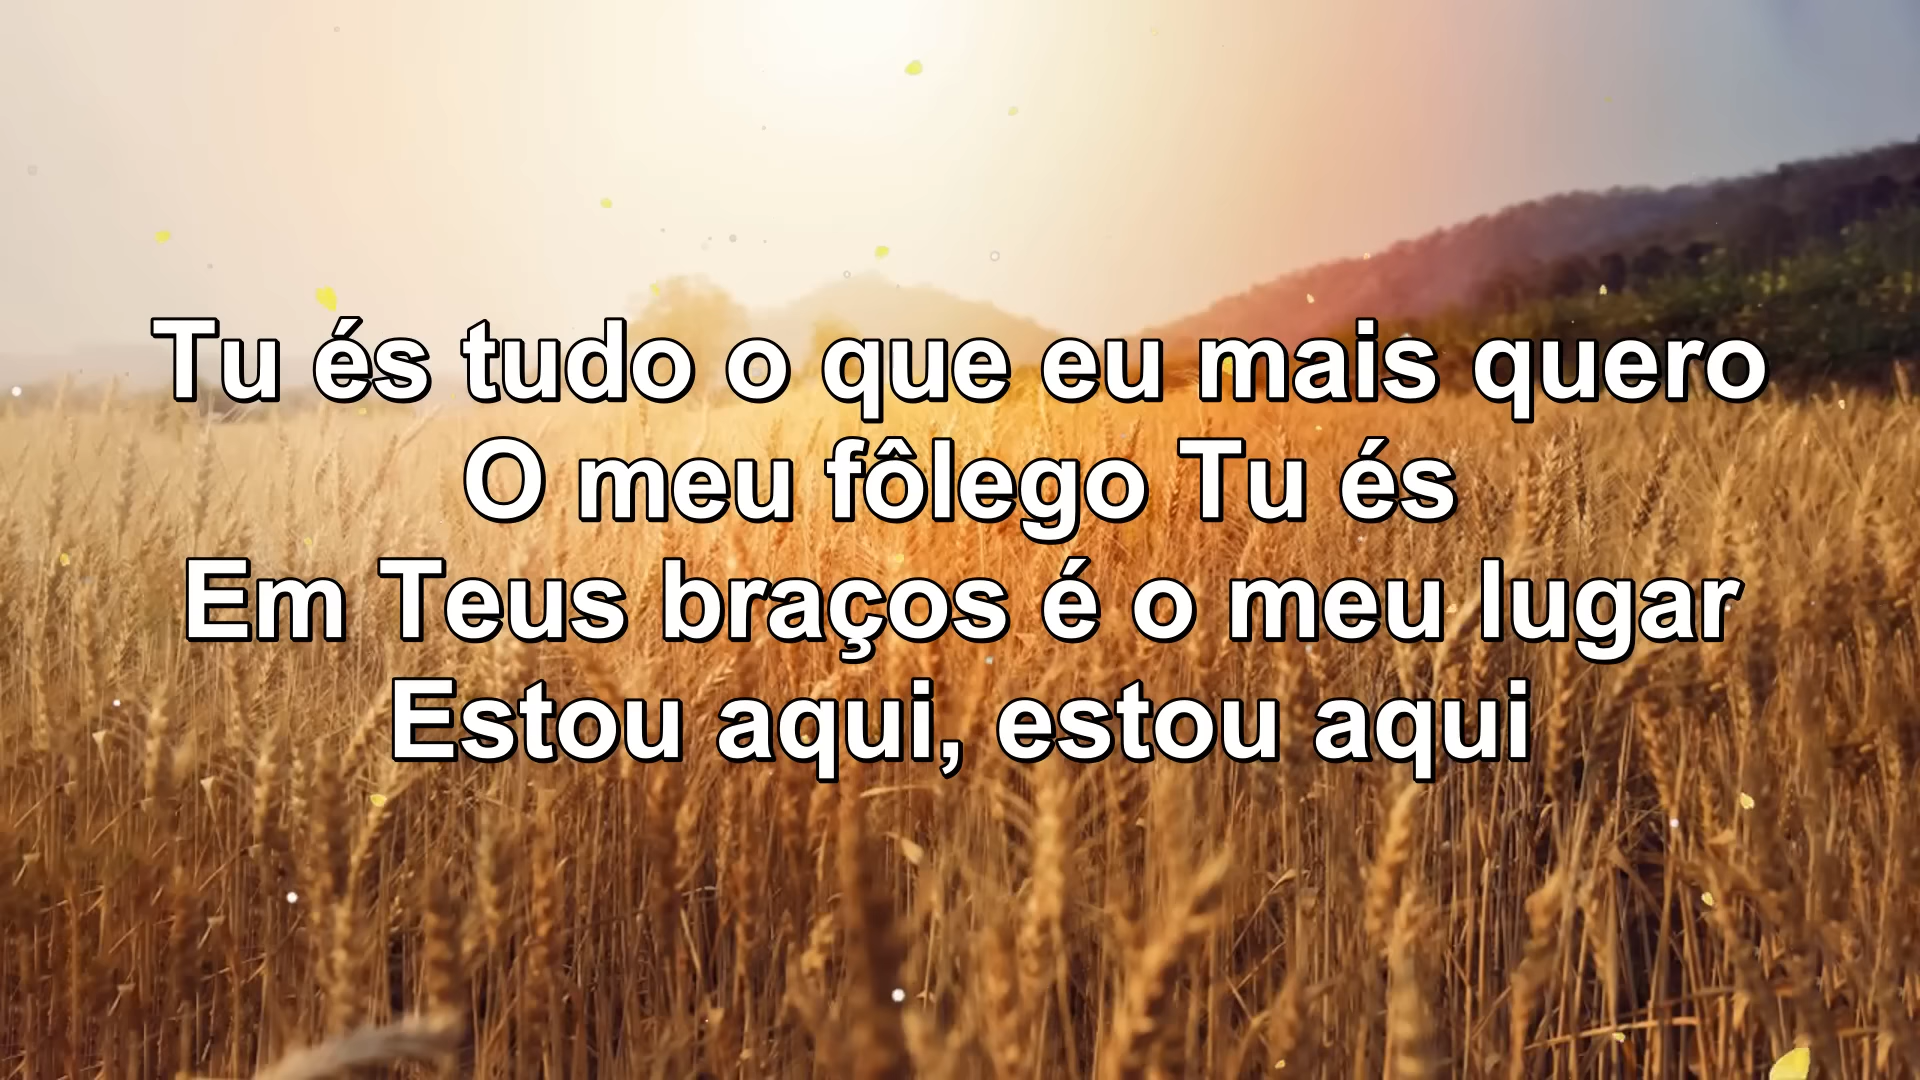 Tu és tudo o que eu mais quero
O meu fôlego Tu és
Em Teus braços é o meu lugar
Estou aqui, estou aqui